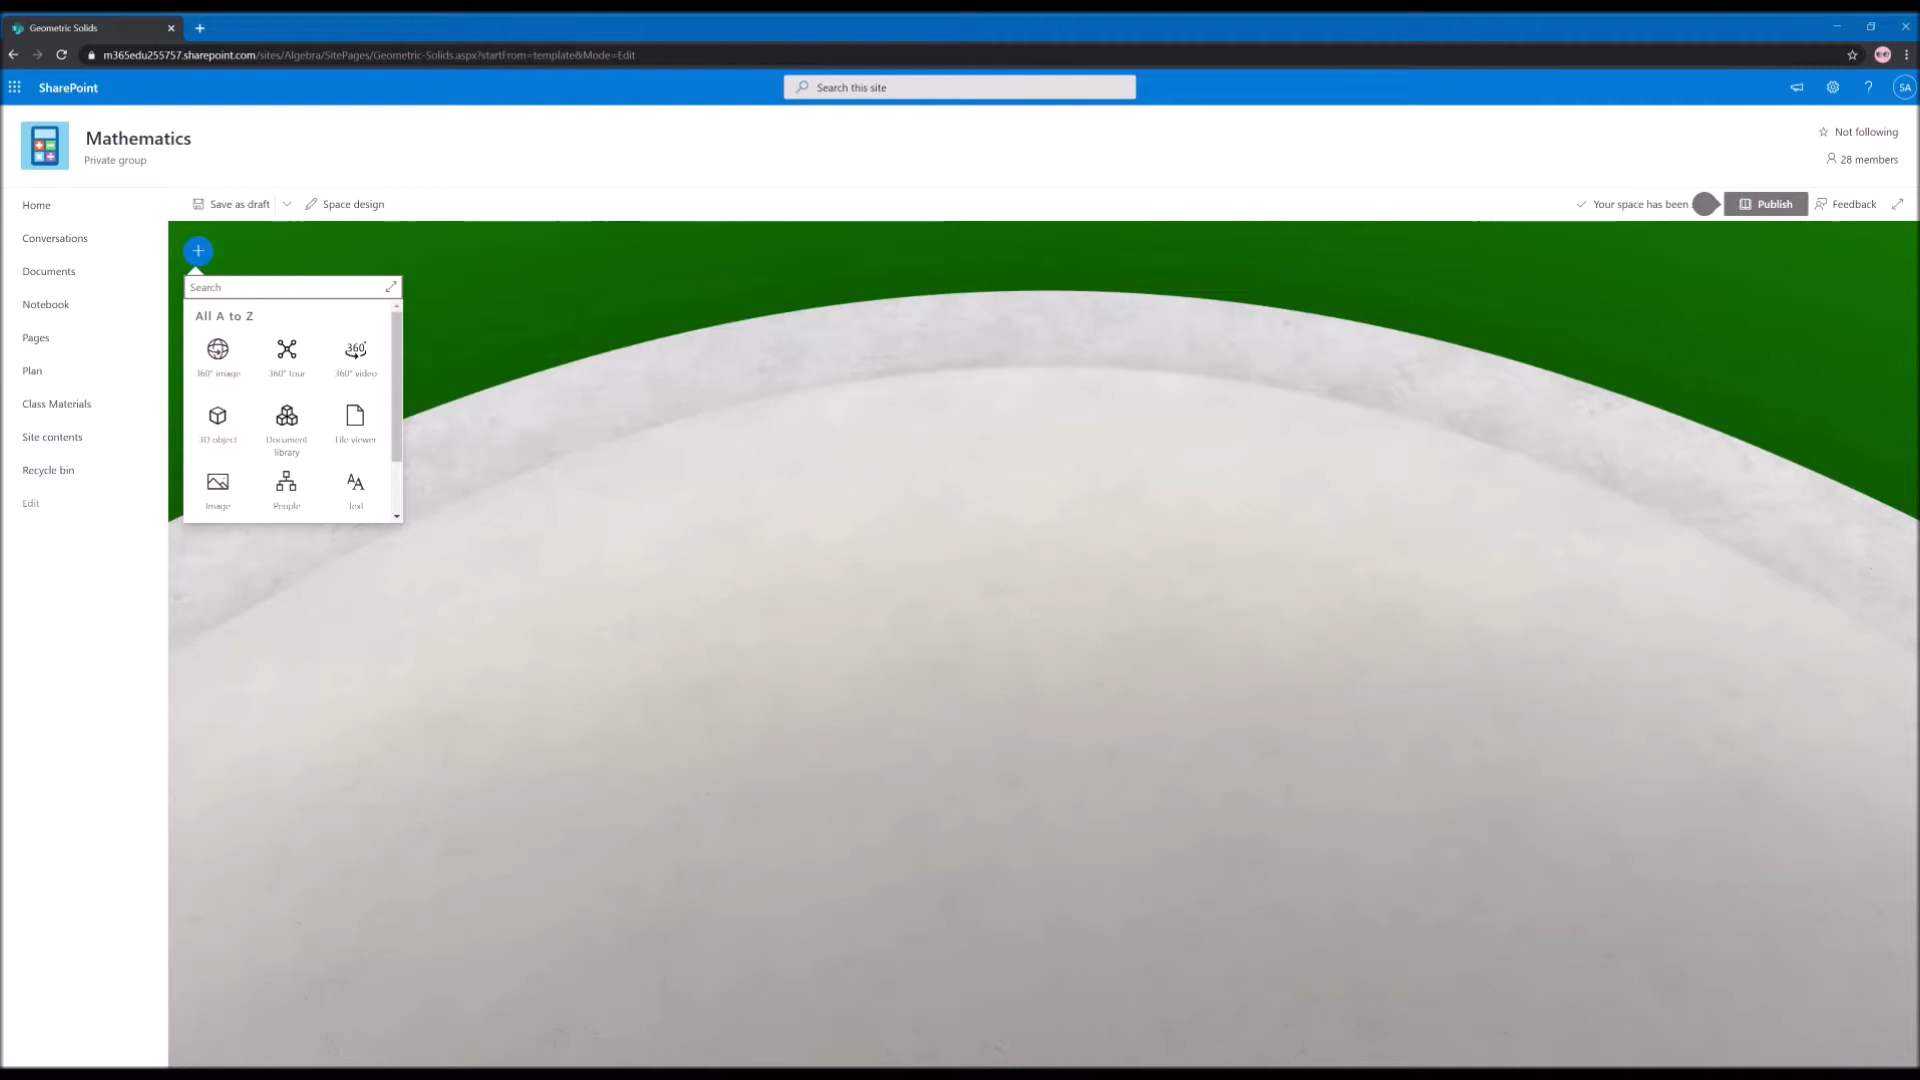 Geometric Solids
m365edu255757.sharepoint.com/sites/Algebra/SitePages/Geometric-Solids.aspx?startFrom=template&Mode=Edit
SharePoint
Search this site
SA
Mathematics
Private group
Not following
28 members
Home
Save as draft
Space design
Your space has been
Publish
Feedback
Conversations
Documents
Notebook
Pages
Plan
Class Materials
Site contents
Recycle bin
Edit
Search
All A to Z
360° image
360° tour
360° video
3D object
Document library
File viewer
Image
People
Text